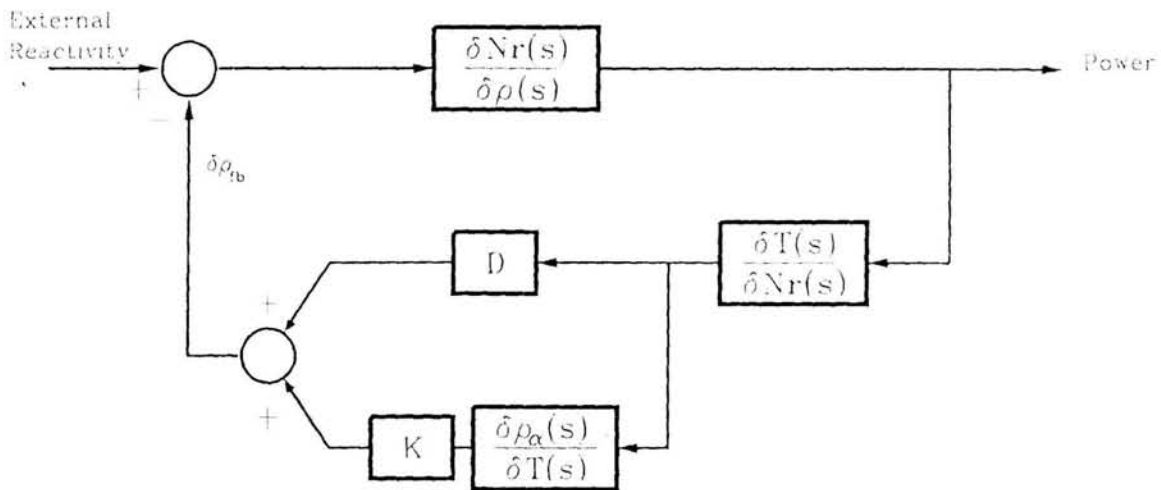 External
Reactivity
+
−
δNr(s)
δρ(s)
Power
δρfb
D
δT(s)
δNr(s)
+
+
K
δρα(s)
δT(s)